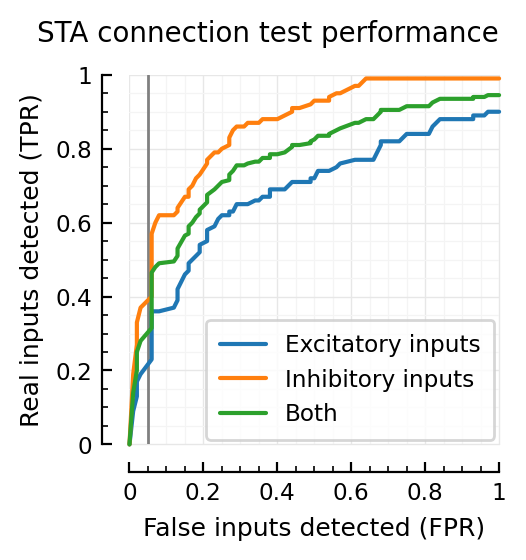 STA connection test performance
Real inputs detected (TPR)
1
0.8
0.6
0.4
0.2
0
Excitatory inputs
Inhibitory inputs
Both
0 0.2 0.4 0.6 0.8 1
False inputs detected (FPR)